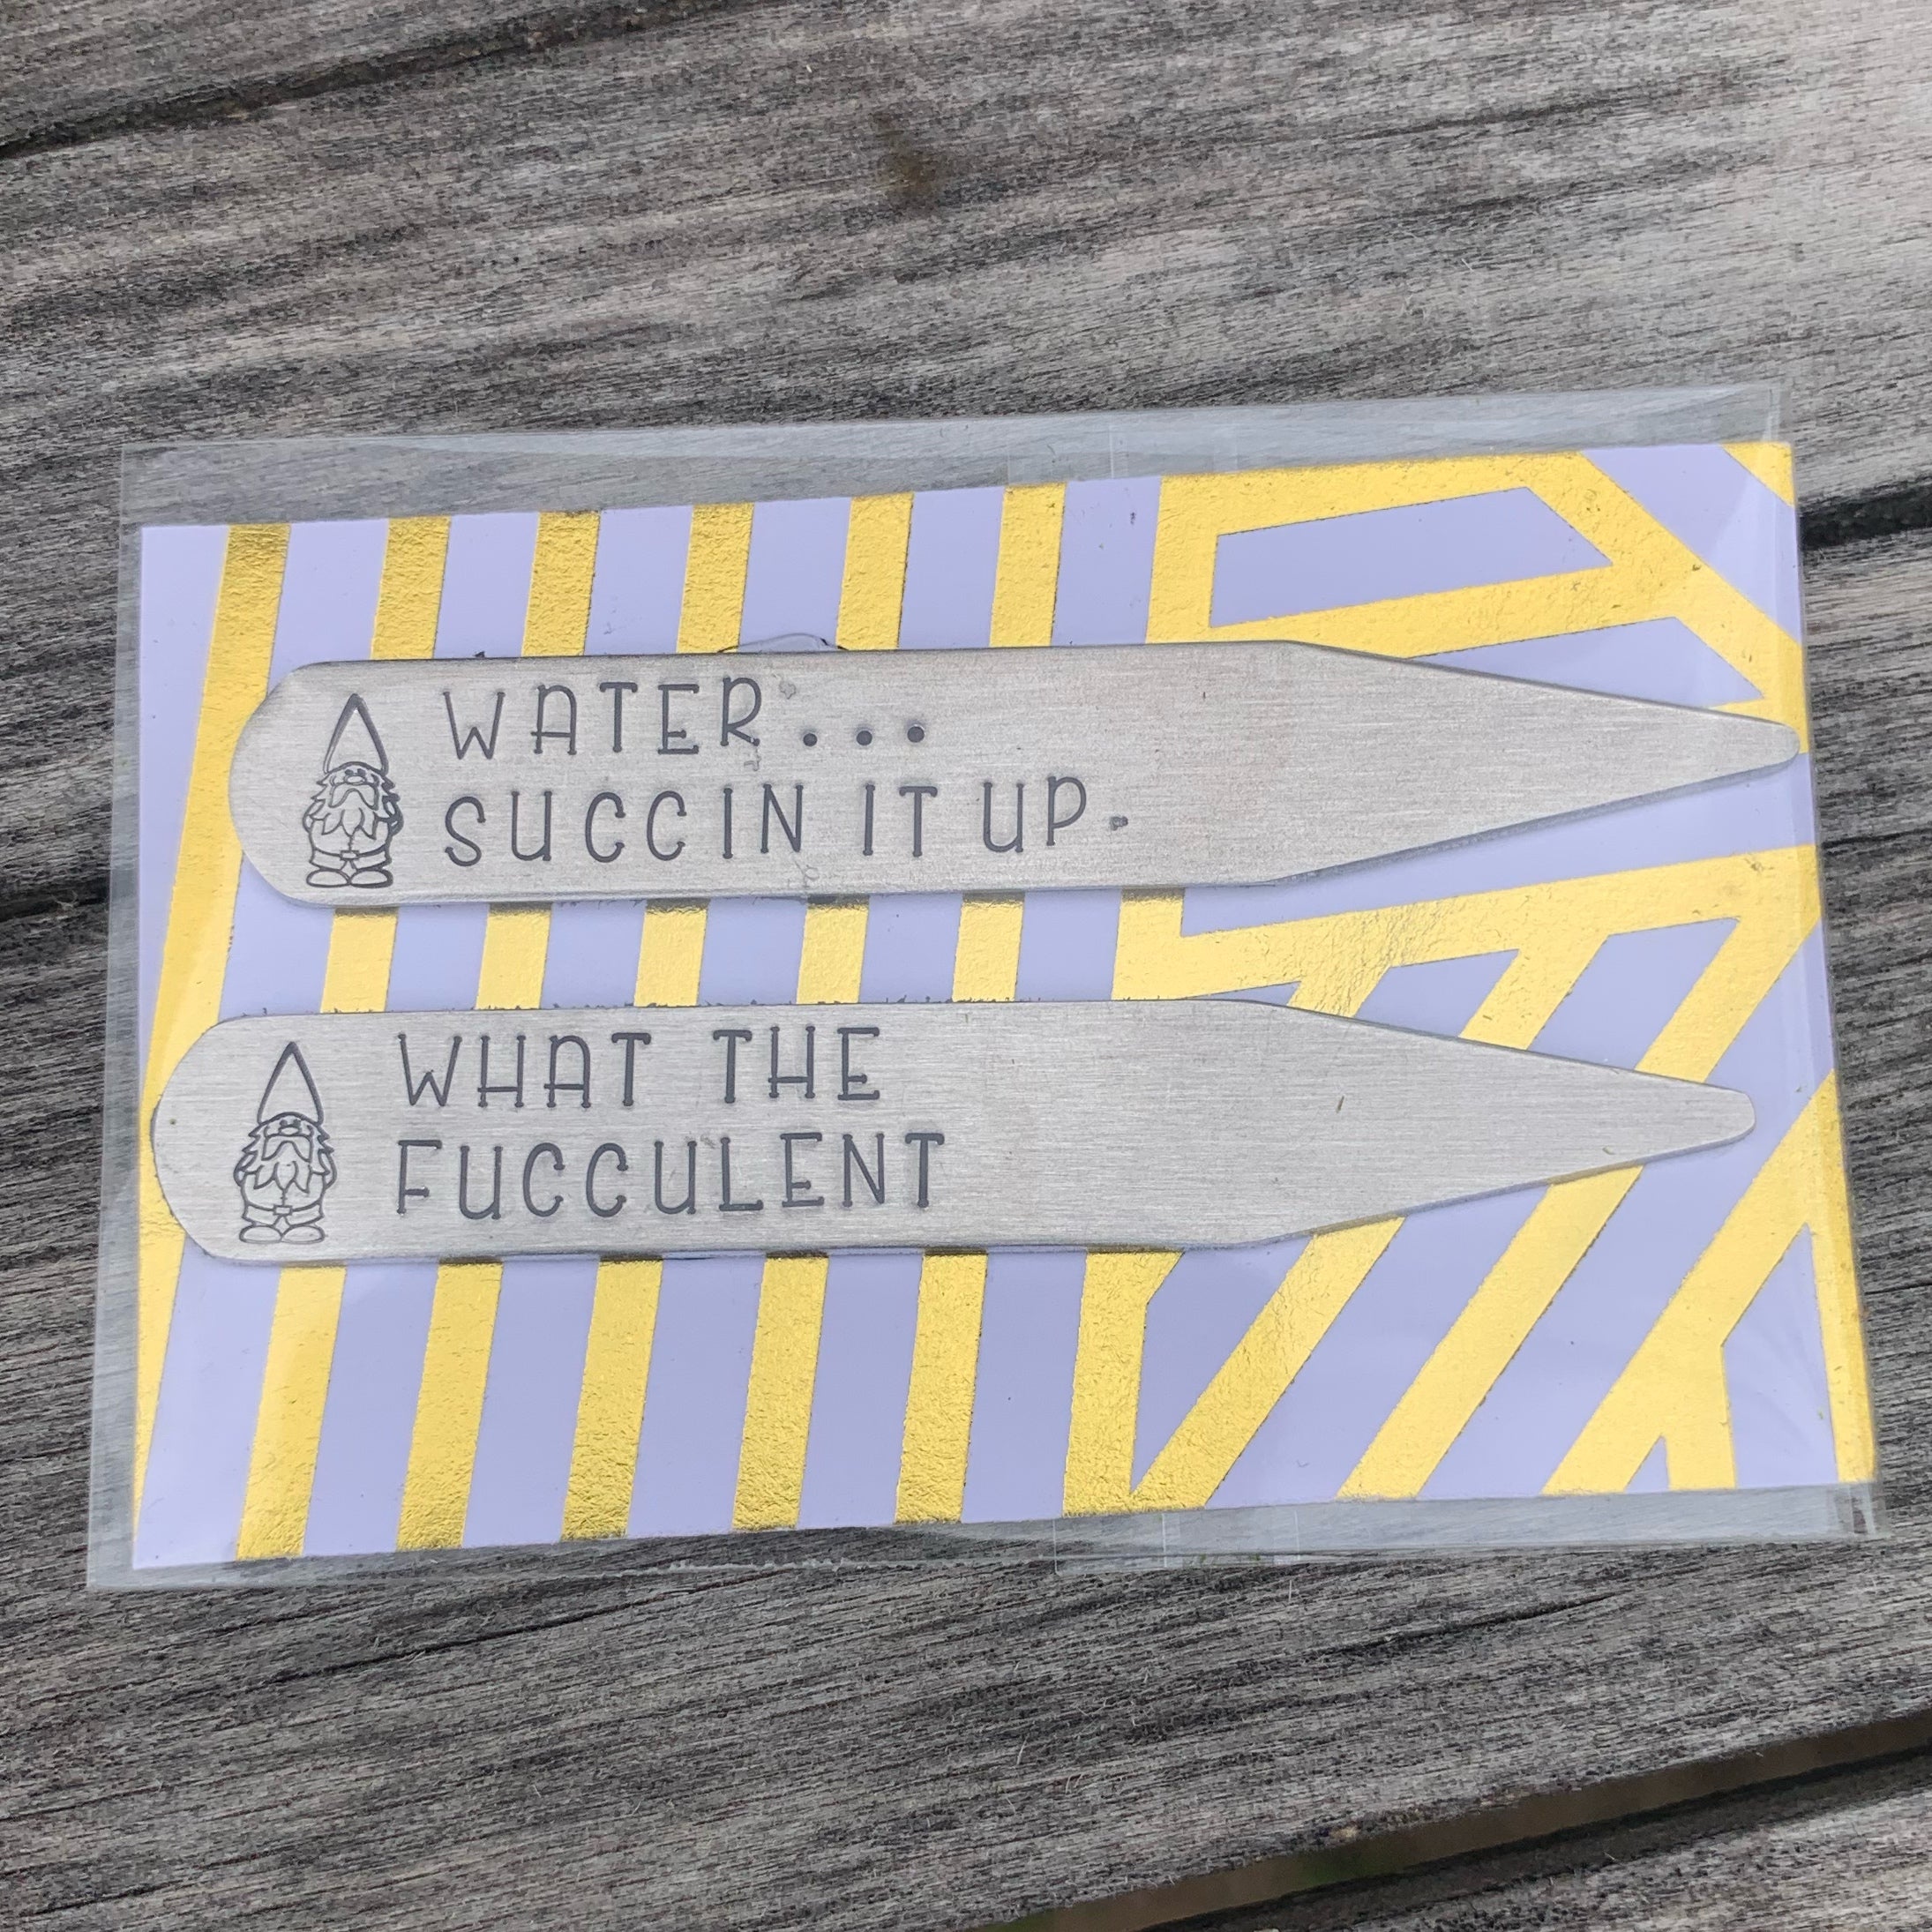 WATER...
SUCCIN IT UP.
WHAT THE
FUCCULENT